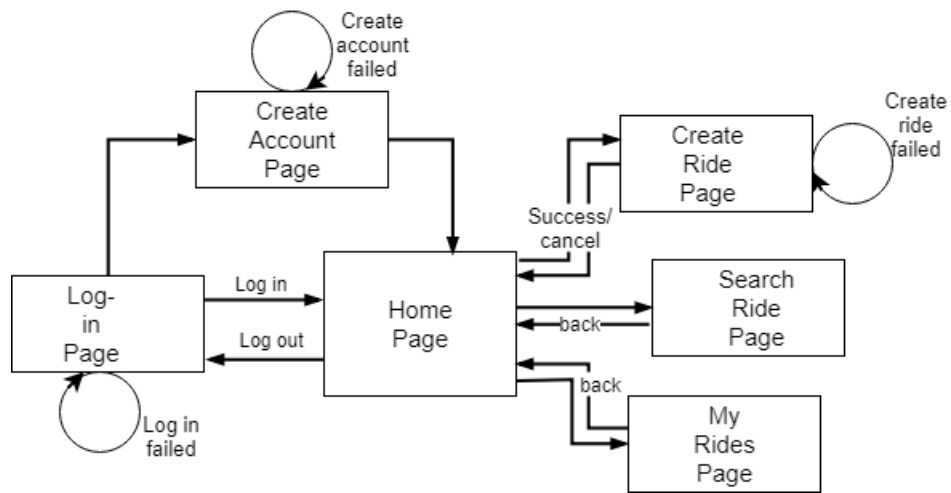 Create
account
failed
Create
Account
Page
Create
Ride
Page
Create
ride
failed
Success/
cancel
Log-
in
Page
Log in
Log out
Home
Page
Search
Ride
Page
back
back
My
Rides
Page
Log in
failed